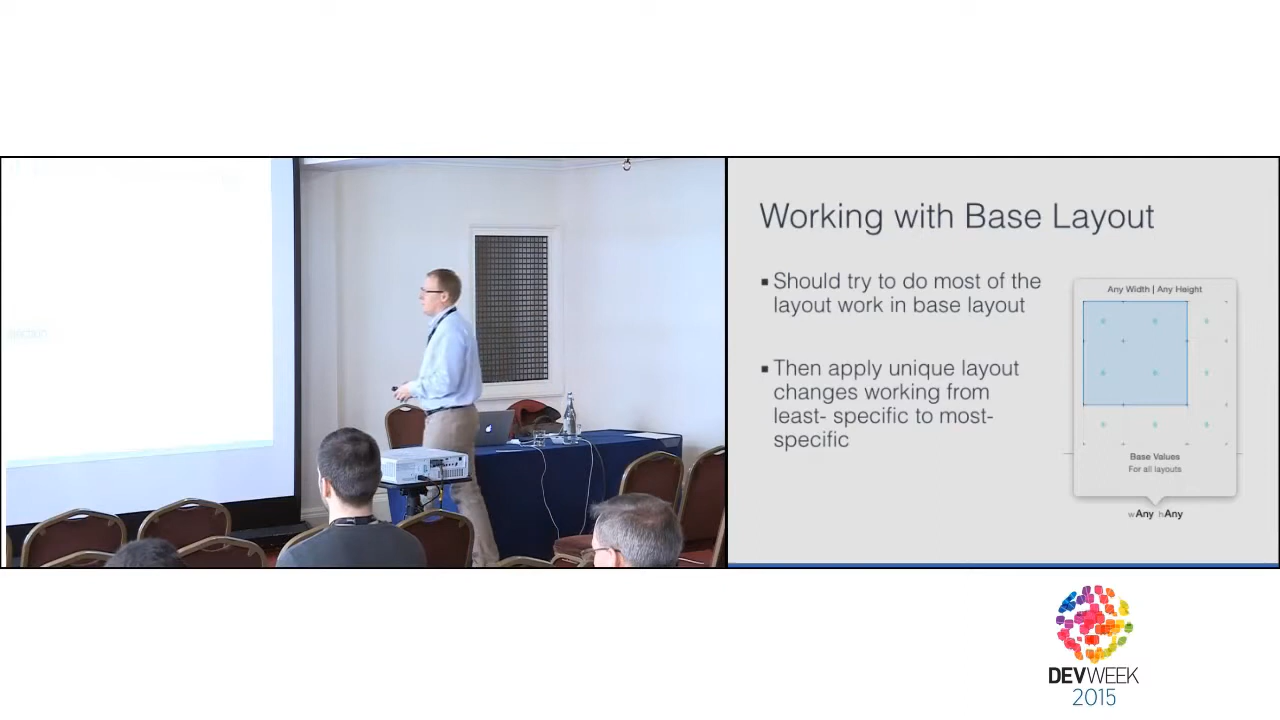 Working with Base Layout
▪ Should try to do most of the
layout work in base layout
▪ Then apply unique layout
changes working from
least- specific to most-
specific
Any Width | Any Height
Base Values
For all layouts
wAny hAny
DEVWEEK
2015